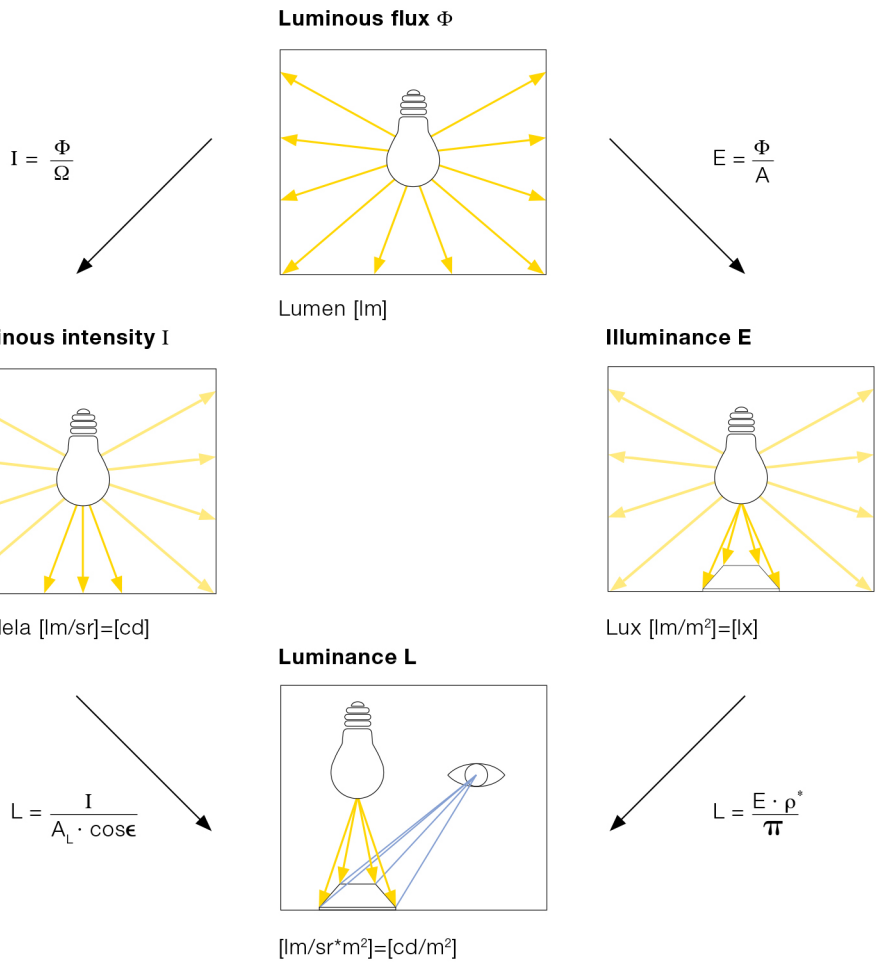 Luminous flux Φ
I = Φ/Ω
E = Φ/A
Lumen [lm]
inous intensity I
Illuminance E
lela [lm/sr]=[cd]
Lux [lm/m²]=[lx]
Luminance L
L = I/(A_L · cosϵ)
L = E · ρ*/π
[lm/sr*m²]=[cd/m²]